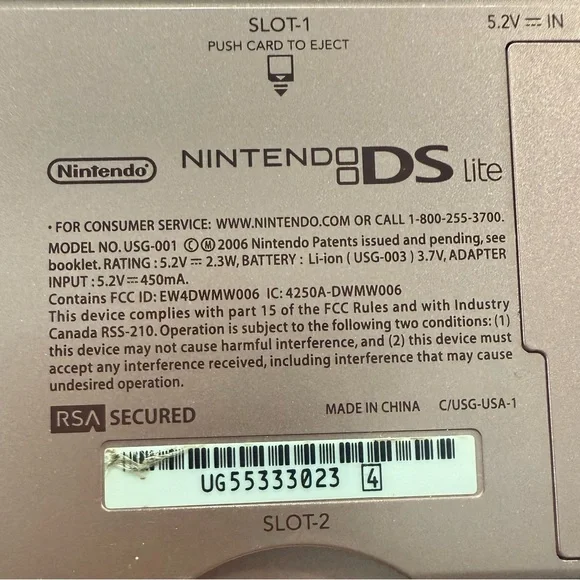 SLOT-1
5.2V ⎓ IN
PUSH CARD TO EJECT
Nintendo®
NINTENDO DS Lite
• FOR CONSUMER SERVICE: WWW.NINTENDO.COM OR CALL 1-800-255-3700.
MODEL NO. USG-001 ©Ⓜ 2006 Nintendo Patents issued and pending, see
booklet. RATING : 5.2V ⎓ 2.3W, BATTERY : Li-ion ( USG-003 ) 3.7V, ADAPTER
INPUT : 5.2V ⎓ 450mA.
Contains FCC ID: EW4DWMW006 IC: 4250A-DWMW006
This device complies with part 15 of the FCC Rules and with Industry
Canada RSS-210. Operation is subject to the following two conditions: (1)
this device may not cause harmful interference, and (2) this device must
accept any interference received, including interference that may cause
undesired operation.
RSA SECURED
MADE IN CHINA C/USG-USA-1
UG55333023 4
SLOT-2